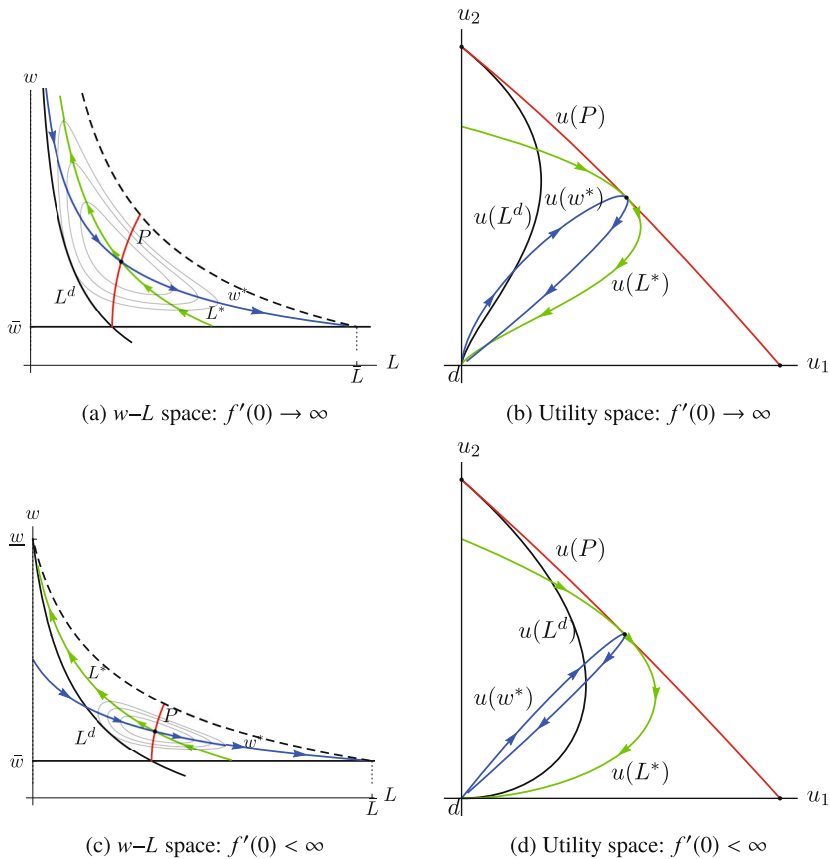 w
P
L^d
w*
L*
w̄
L̄
L
(a) w–L space: f′(0) → ∞
u₂
u(P)
u(w*)
u(L^d)
u(L*)
d
u₁
(b) Utility space: f′(0) → ∞
w
w̲
L*
P
L^d
w*
w̄
L̄
L
(c) w–L space: f′(0) < ∞
u₂
u(P)
u(L^d)
u(w*)
u(L*)
d
u₁
(d) Utility space: f′(0) < ∞